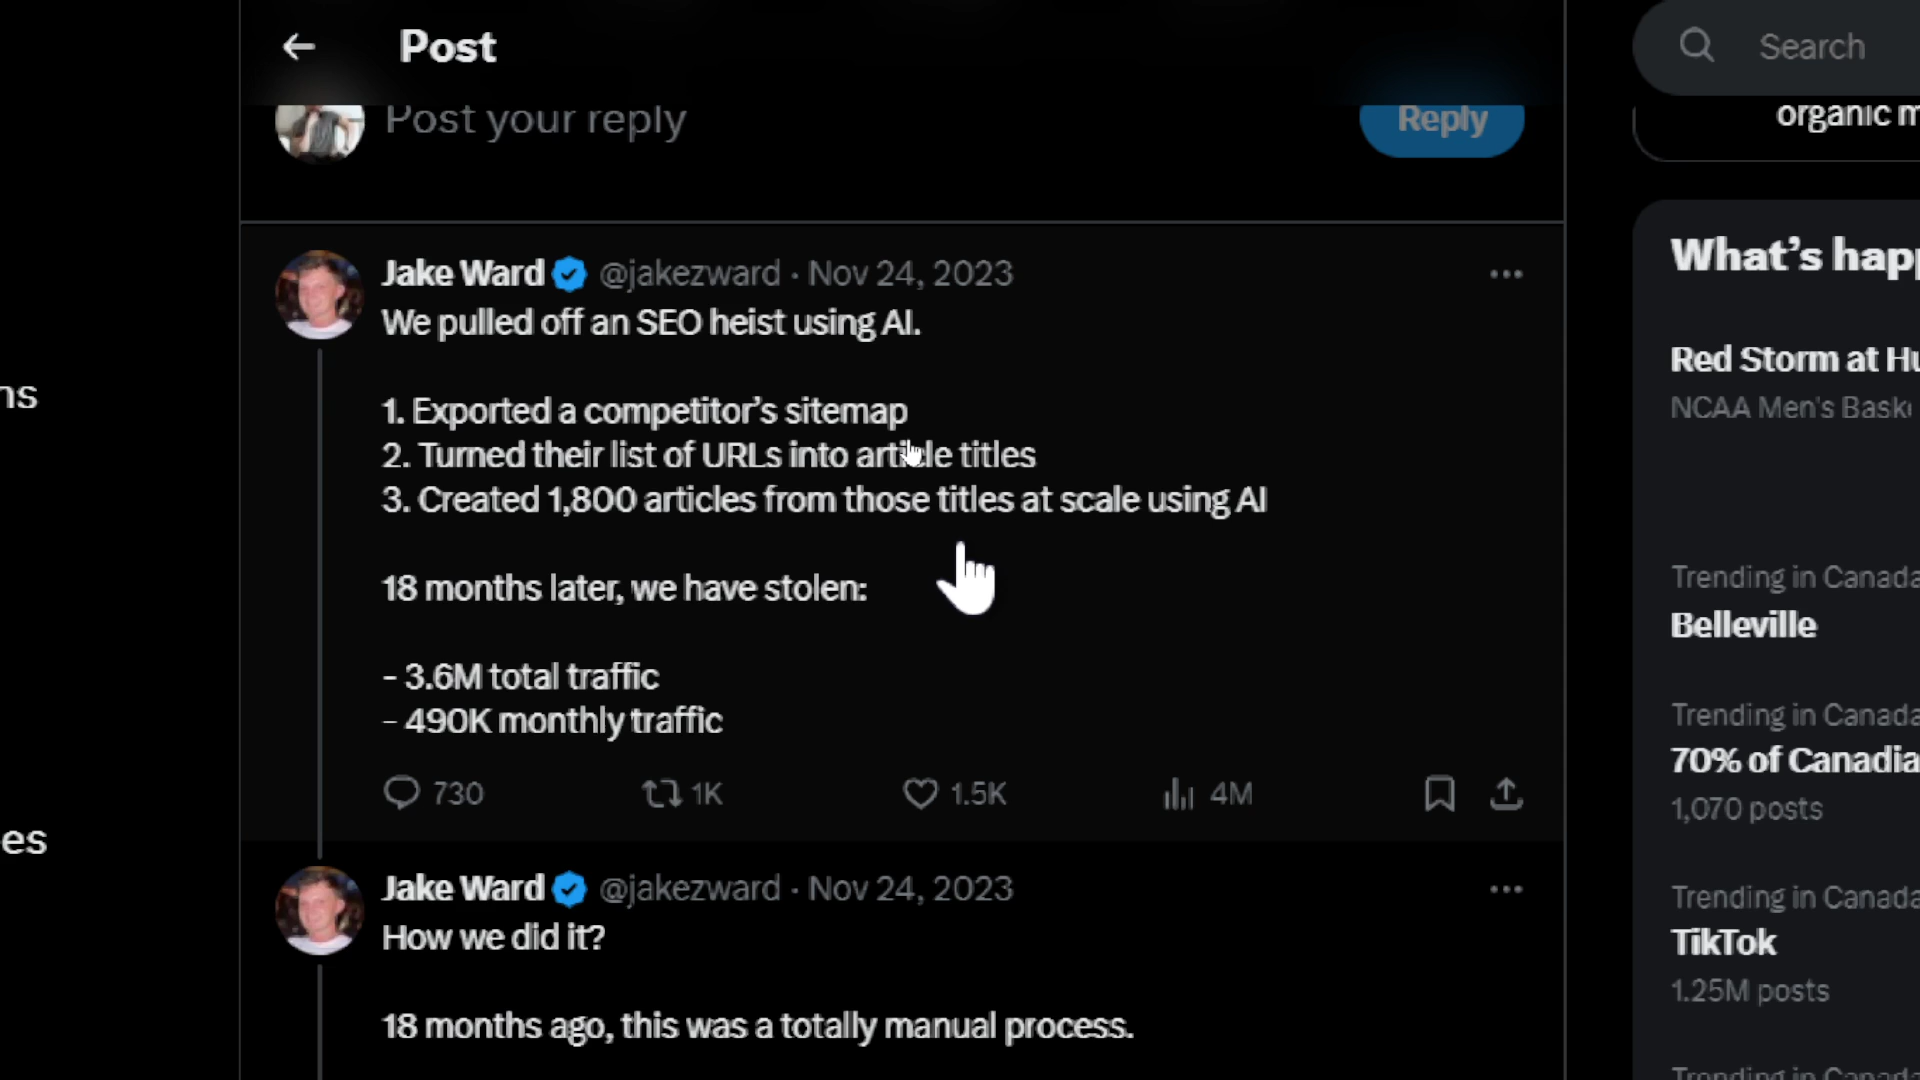 Post
Search
Post your reply
Reply
organic
Jake Ward @jakezward · Nov 24, 2023
We pulled off an SEO heist using AI.
1. Exported a competitor's sitemap
2. Turned their list of URLs into article titles
3. Created 1,800 articles from those titles at scale using AI
18 months later, we have stolen:
- 3.6M total traffic
- 490K monthly traffic
730 1K 1.5K 4M
Jake Ward @jakezward · Nov 24, 2023
How we did it?
18 months ago, this was a totally manual process.
What's
Red Storm at
NCAA Men's
Trending in Canada
Belleville
Trending in Canada
70% of
1,070 posts
Trending in Canada
TikTok
1.25M posts